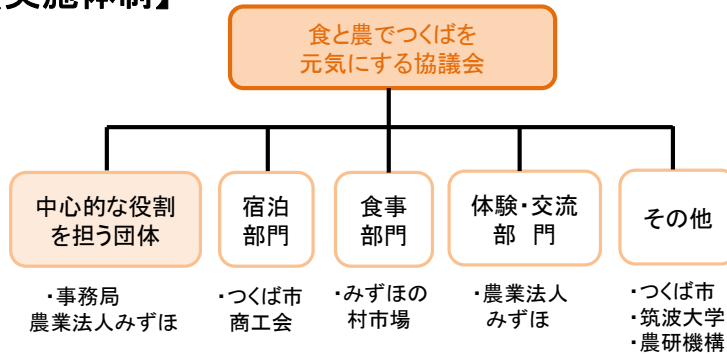 【実施体制】
食と農でつくばを
元気にする協議会
中心的な役割
を担う団体
宿泊
部門
食事
部門
体験・交流
部　門
その他
・事務局
農業法人みずほ
・つくば市
商工会
・みずほの
村市場
・農業法人
みずほ
・つくば市
・筑波大学
・農研機構